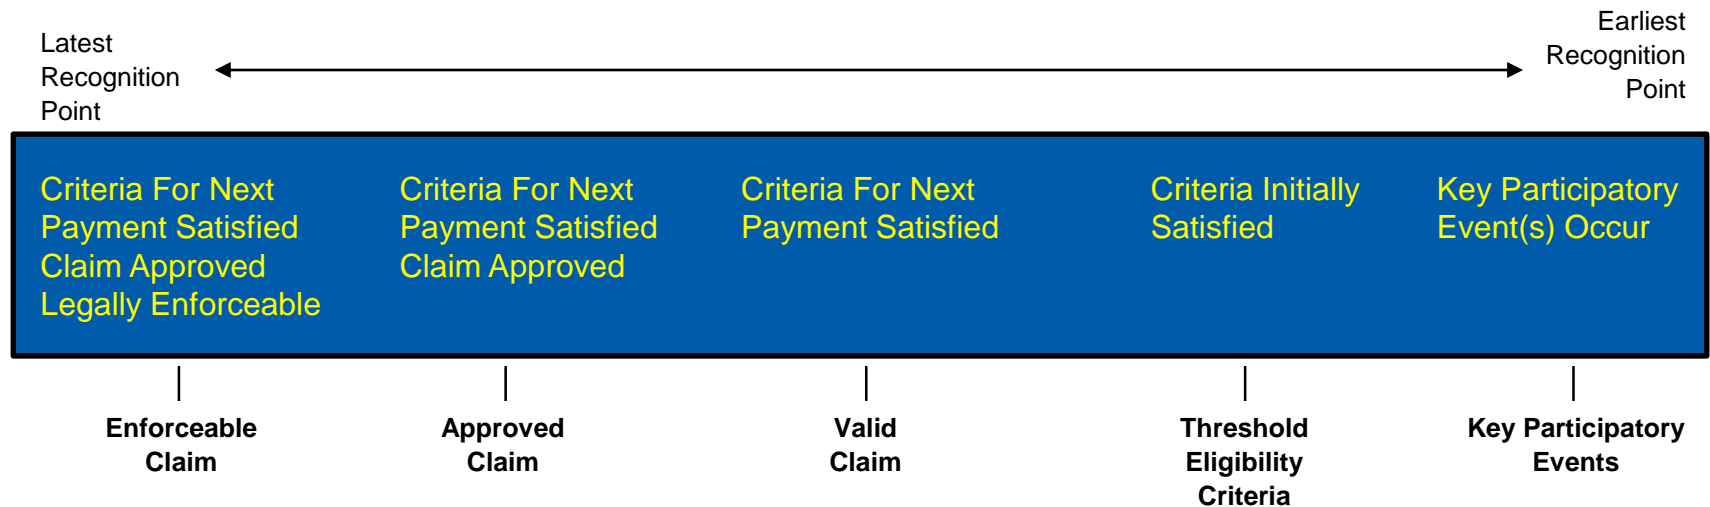 Latest
Recognition
Point
Earliest
Recognition
Point
Criteria For Next
Payment Satisfied
Claim Approved
Legally Enforceable
Criteria For Next
Payment Satisfied
Claim Approved
Criteria For Next
Payment Satisfied
Criteria Initially
Satisfied
Key Participatory
Event(s) Occur
Enforceable
Claim
Approved
Claim
Valid
Claim
Threshold
Eligibility
Criteria
Key Participatory
Events